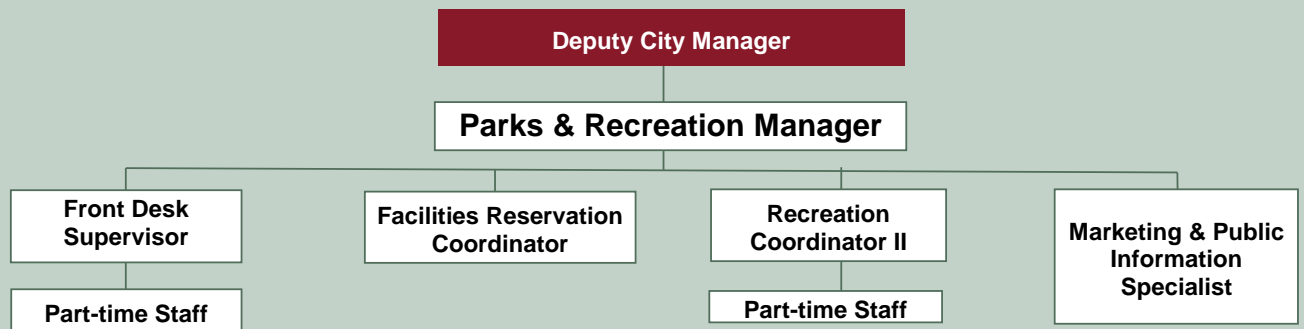 Deputy City Manager
Parks & Recreation Manager
Front Desk
Supervisor
Facilities Reservation
Coordinator
Recreation
Coordinator II
Marketing & Public
Information
Specialist
Part-time Staff
Part-time Staff